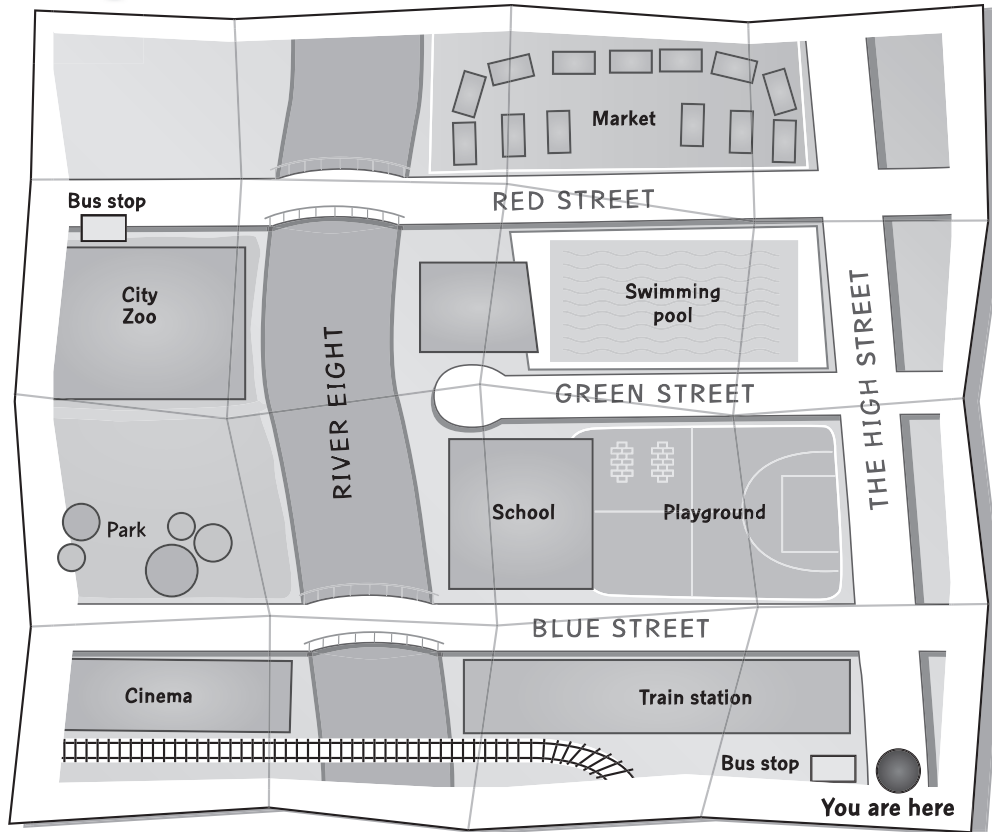 Market
RED STREET
Bus stop
City
Zoo
Swimming
pool
THE HIGH STREET
RIVER EIGHT
GREEN STREET
School
Playground
Park
BLUE STREET
Cinema
Train station
Bus stop
You are here